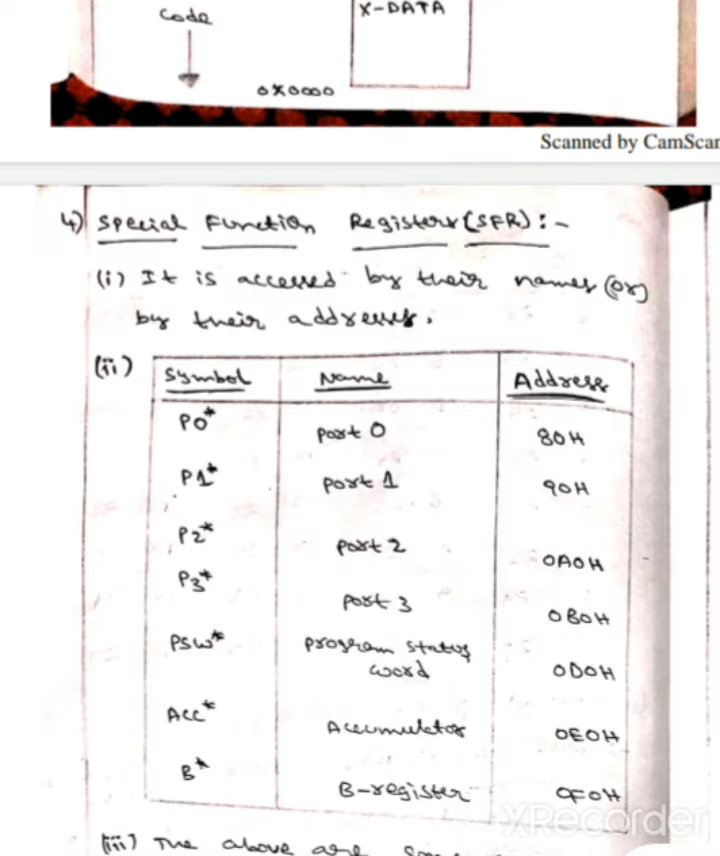 Code
X-DATA
0X0000
Scanned by CamScan
4) Special Function Registers (SFR) : -
(i) It is accessed by their names (or)
by their addresses.
(ii)
Symbol Name Address
P0* port 0 80H
P1* port 1 90H
P2* port 2 0A0H
P3* port 3 0B0H
PSW* program status word 0D0H
Acc* Accumulator 0E0H
B* B-register 0F0H
XRecorder
(iii) The above are